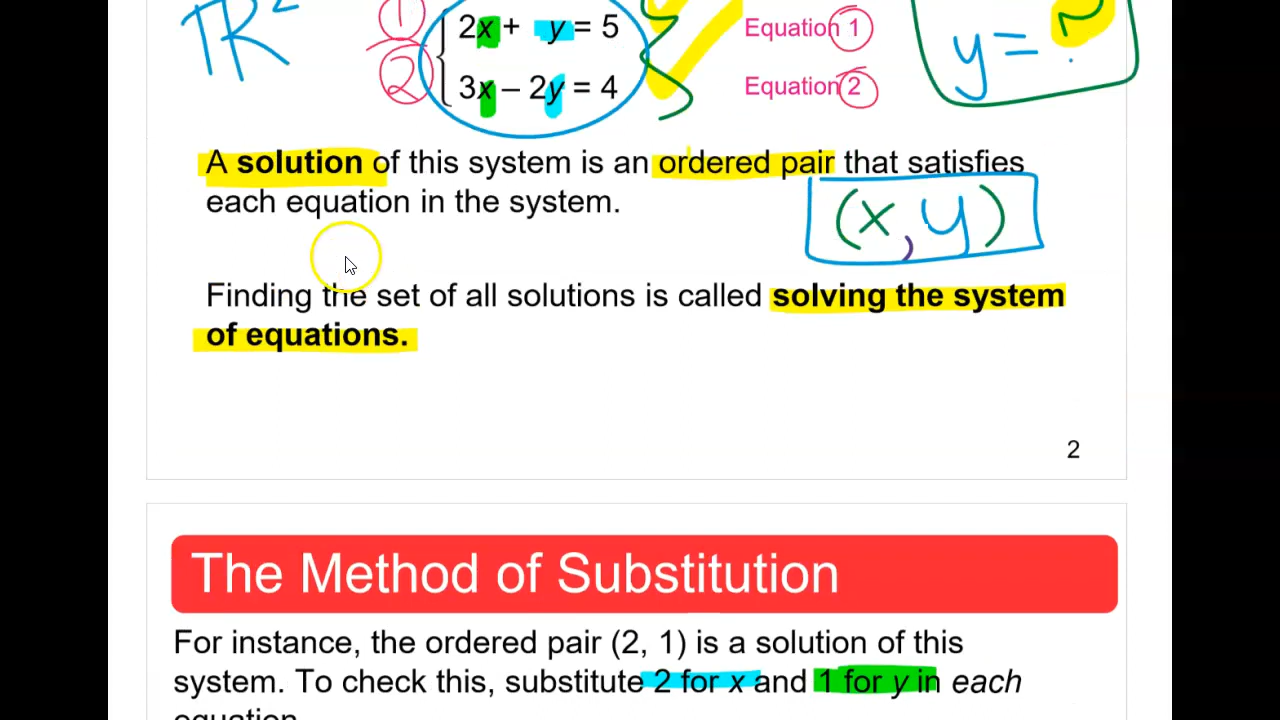 ℝ² ① 2x + y = 5 Equation 1
② 3x – 2y = 4 Equation 2 y = ?
A solution of this system is an ordered pair that satisfies
each equation in the system. (x, y)
Finding the set of all solutions is called solving the system
of equations.
2
The Method of Substitution
For instance, the ordered pair (2, 1) is a solution of this
system. To check this, substitute 2 for x and 1 for y in each
equation.